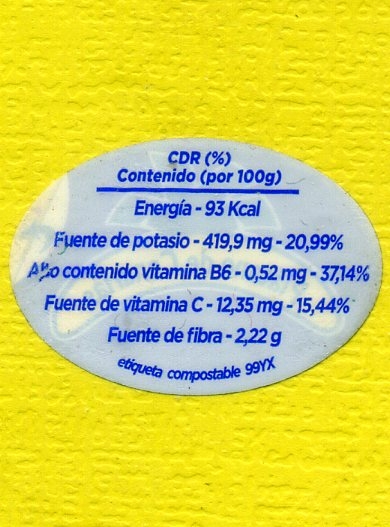 CDR (%)
Contenido (por 100g)
Energía - 93 Kcal
Fuente de potasio - 419,9 mg - 20,99%
Alto contenido vitamina B6 - 0,52 mg - 37,14%
Fuente de vitamina C - 12,35 mg - 15,44%
Fuente de fibra - 2,22 g
etiqueta compostable 99YX